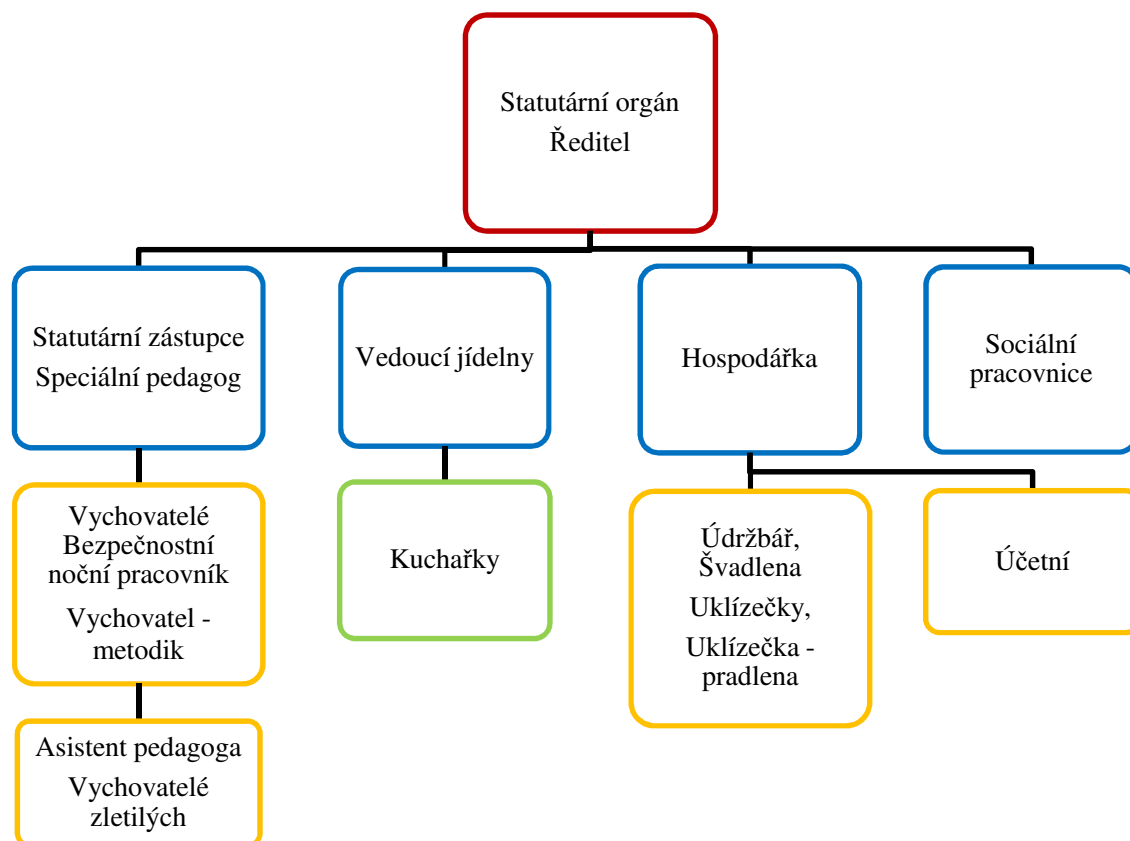 Statutární orgán
Ředitel
Statutární zástupce
Speciální pedagog
Vedoucí jídelny
Hospodářka
Sociální
pracovnice
Vychovatelé
Bezpečnostní
noční pracovník
Vychovatel -
metodik
Kuchařky
Údržbář,
Švadlena
Uklízečky,
Uklízečka -
pradlena
Účetní
Asistent pedagoga
Vychovatelé
zletilých